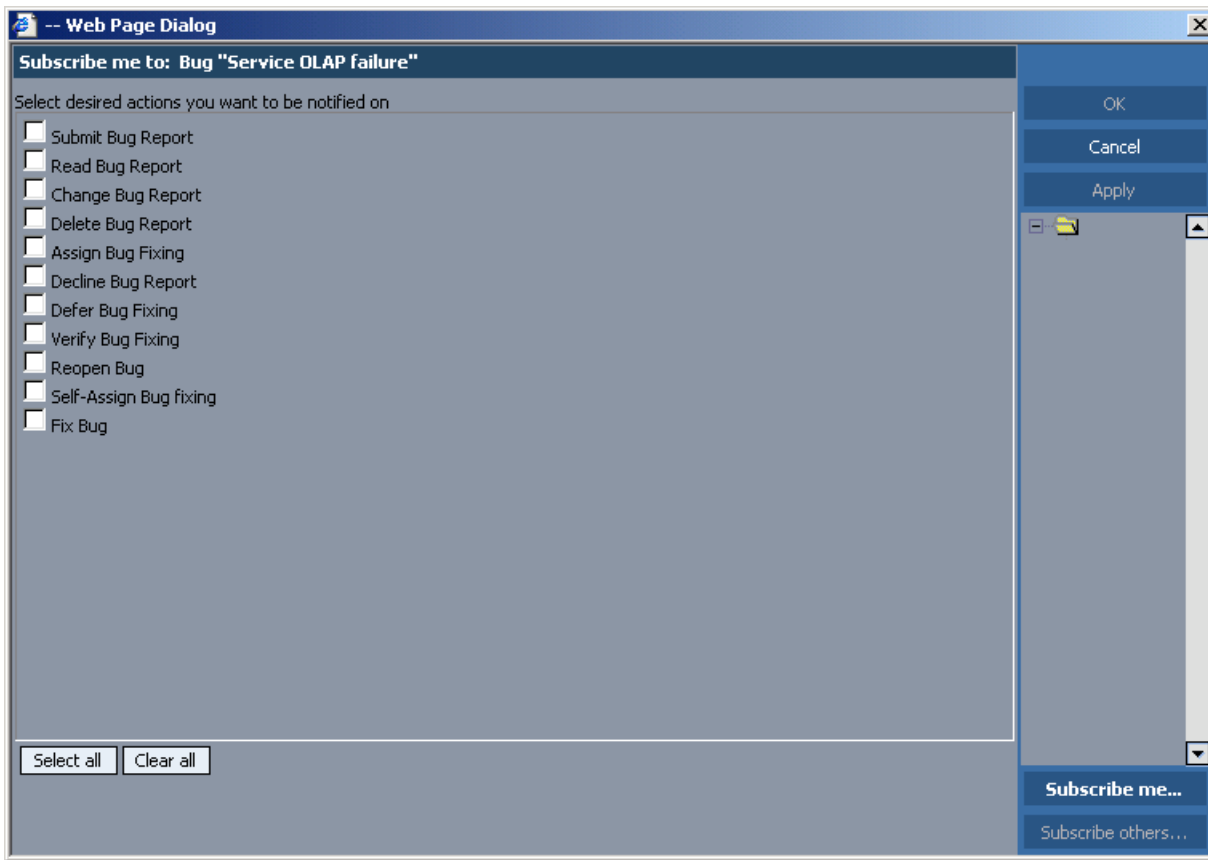 -- Web Page Dialog
Subscribe me to: Bug "Service OLAP failure"
Select desired actions you want to be notified on
Submit Bug Report
Read Bug Report
Change Bug Report
Delete Bug Report
Assign Bug Fixing
Decline Bug Report
Defer Bug Fixing
Verify Bug Fixing
Reopen Bug
Self-Assign Bug fixing
Fix Bug
Select all
Clear all
OK
Cancel
Apply
Subscribe me...
Subscribe others...